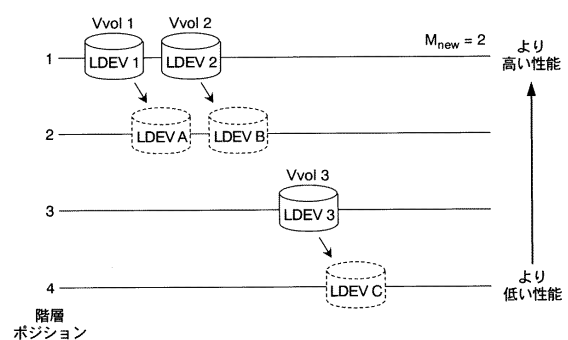 Vvol 1
Vvol 2
1
LDEV 1
LDEV 2
Mnew = 2
より
高い性能
2
LDEV A
LDEV B
Vvol 3
3
LDEV 3
4
LDEV C
より
低い性能
階層
ポジション